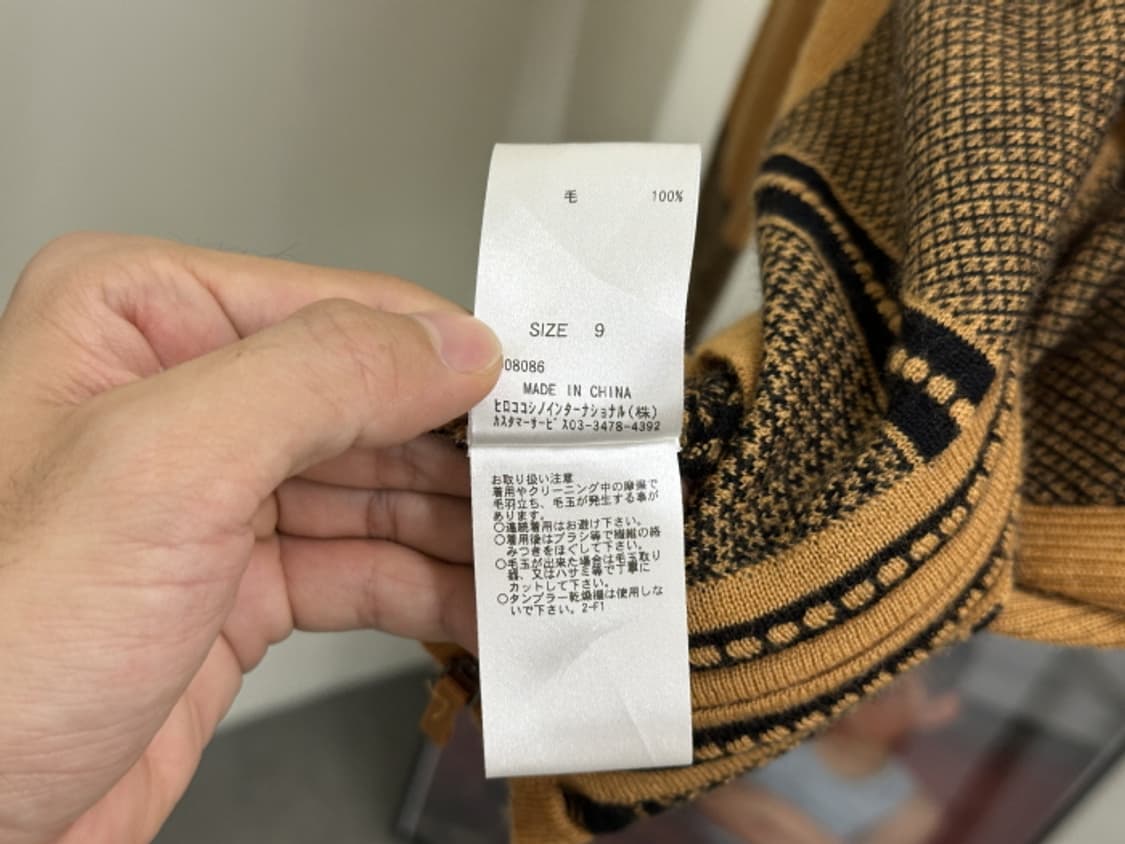 毛 100%
SIZE 9
08086
MADE IN CHINA
ヒロココシノインターナショナル(株)
カスタマーサービス03-3478-4392
お取り扱い注意
着用やクリーニング中の摩擦で
毛羽立ち、毛玉が発生する事が
あります。
○連続着用はお避け下さい。
○着用後はブラシ等で繊維の絡
みつきをほぐして下さい。
○毛玉が出来た場合は毛玉取り
器、又はハサミ等で丁寧に
カットして下さい。
○タンブラー乾燥機は使用しな
いで下さい。2-F1